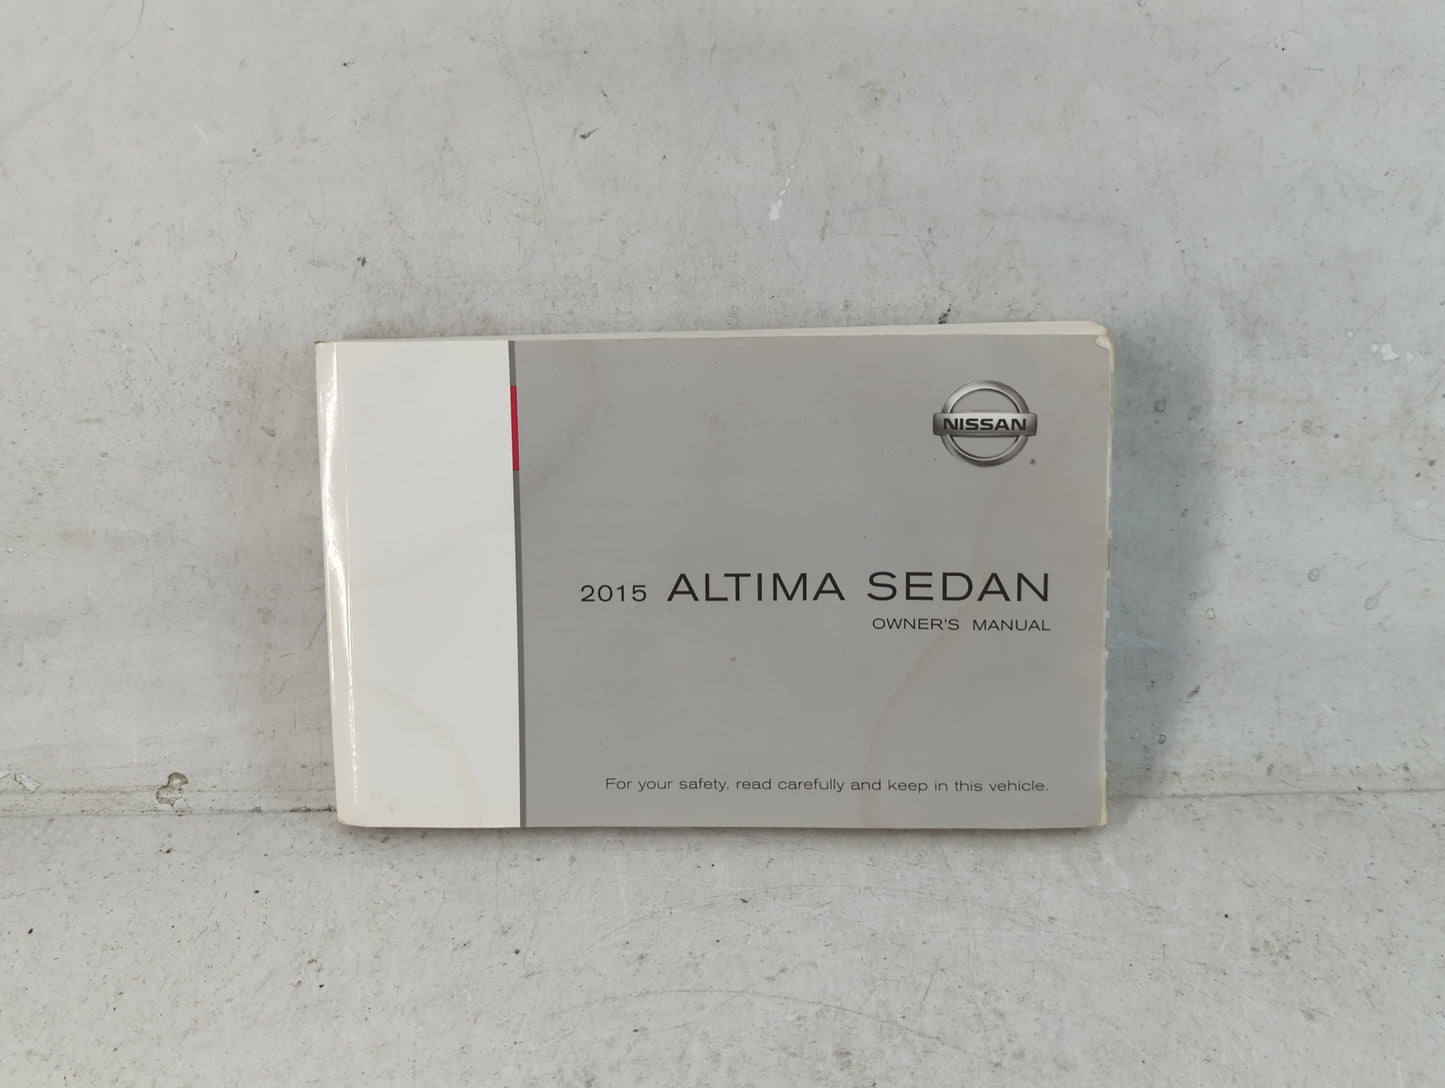 NISSAN
®
2015 ALTIMA SEDAN
OWNER'S MANUAL
For your safety, read carefully and keep in this vehicle.